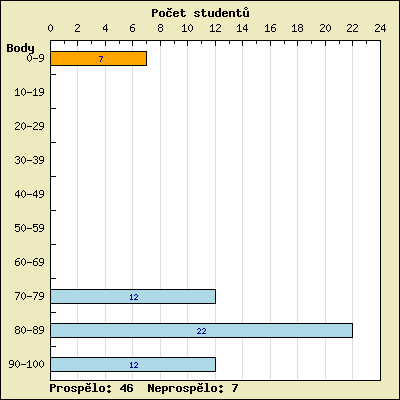 Počet studentů
0 2 4 6 8 10 12 14 16 18 20 22 24
Body
0-9 7
10-19
20-29
30-39
40-49
50-59
60-69
70-79 12
80-89 22
90-100 12
Prospělo: 46 Neprospělo: 7